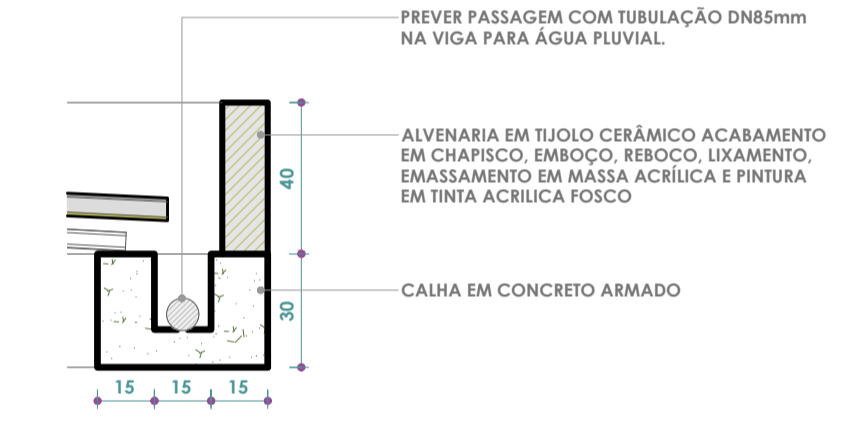 PREVER PASSAGEM COM TUBULAÇÃO DN85mm
NA VIGA PARA ÁGUA PLUVIAL.
ALVENARIA EM TIJOLO CERÂMICO ACABAMENTO
EM CHAPISCO, EMBOÇO, REBOCO, LIXAMENTO,
EMASSAMENTO EM MASSA ACRÍLICA E PINTURA
EM TINTA ACRILICA FOSCO
40
CALHA EM CONCRETO ARMADO
30
15 15 15